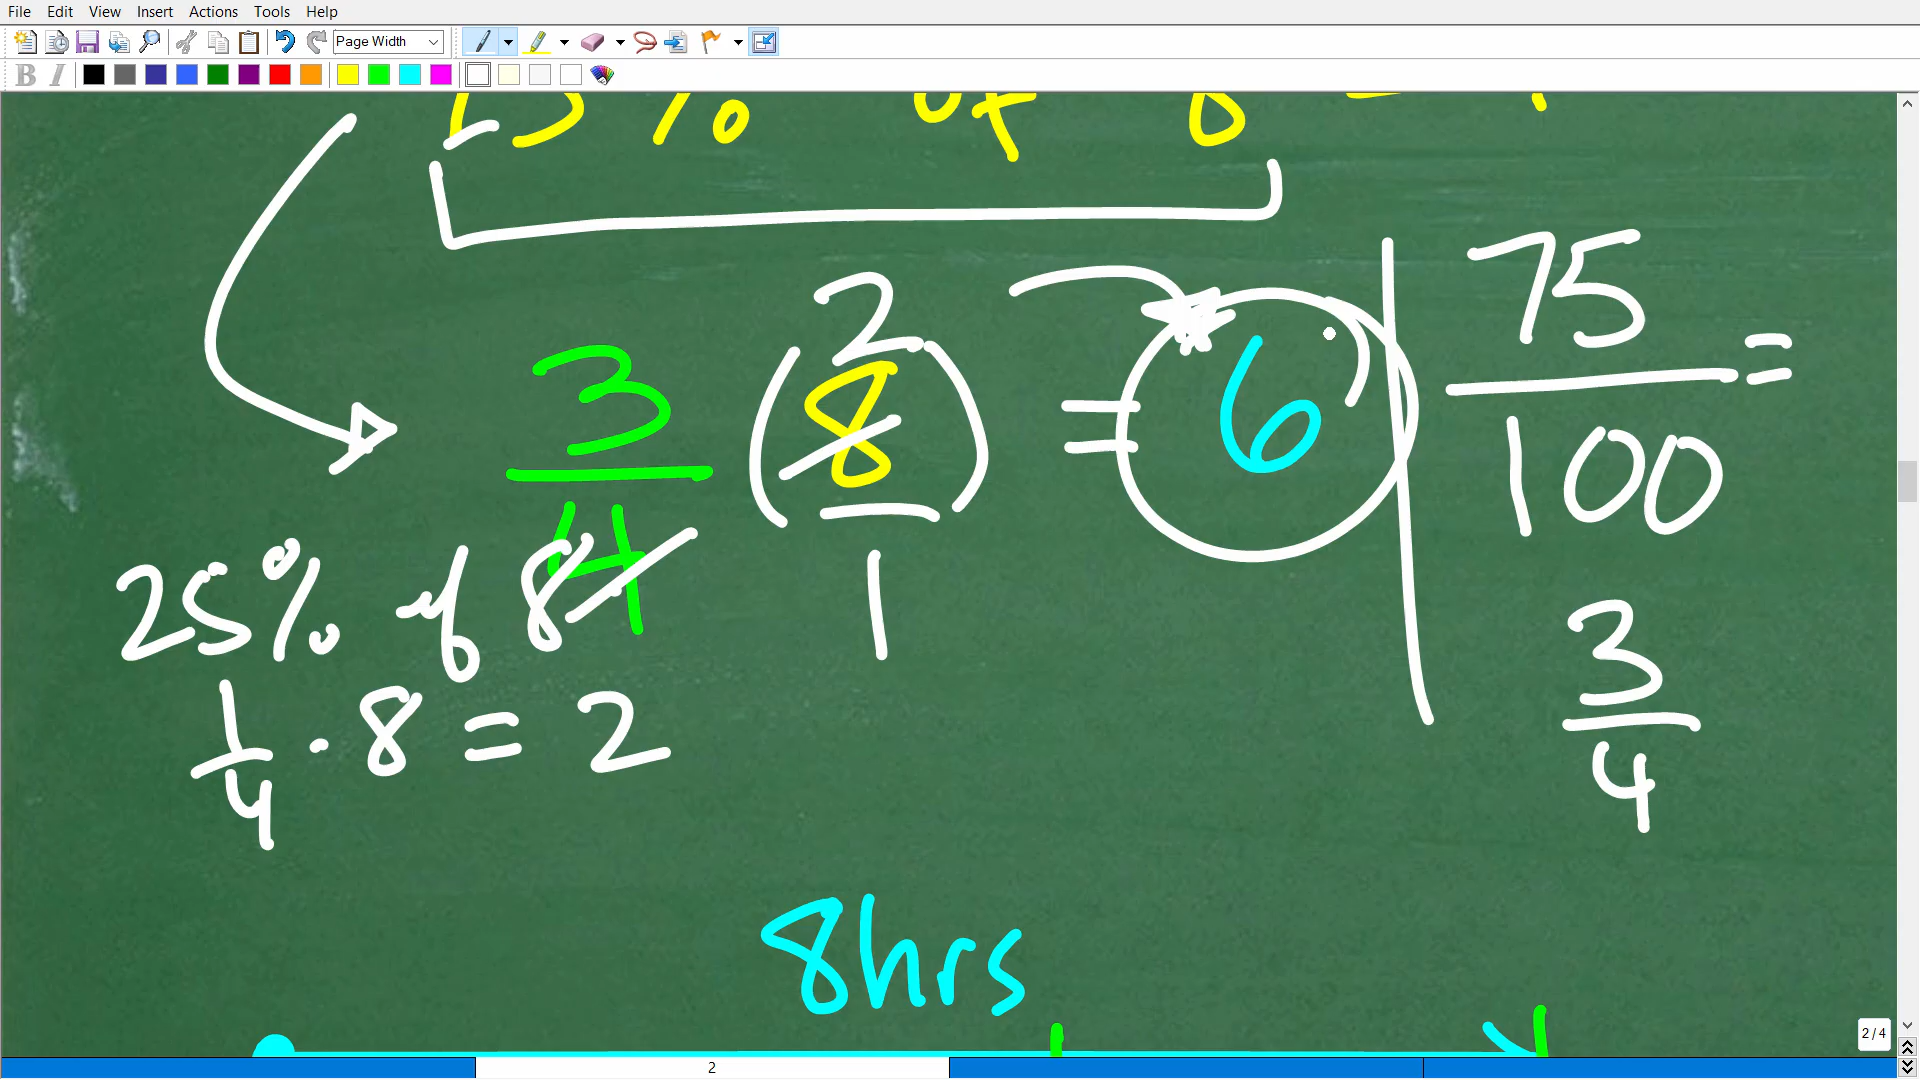 File Edit View Insert Actions Tools Help
Page Width
B I
75% of 8 = ?
3/4 (8/1) = 6
2
75/100 =
3/4
25% of 8
1/4 · 8 = 2
8hrs
2/4
2